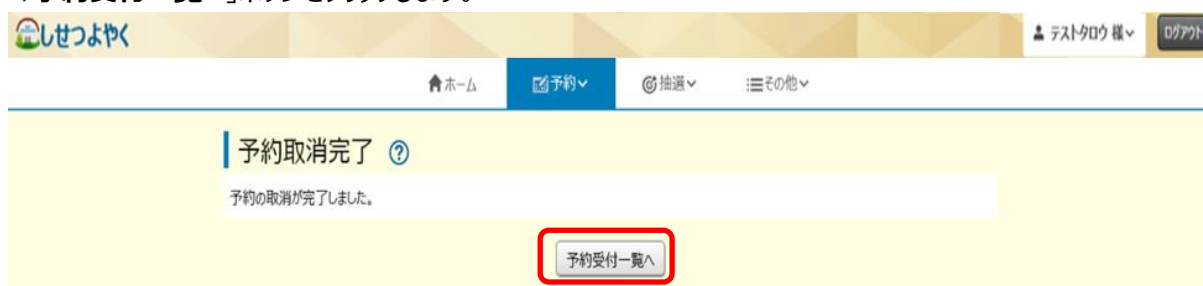 しせつよやく
テストタロウ 様
ログアウト
ホーム
予約
抽選
その他
予約取消完了 ?
予約の取消が完了しました。
予約受付一覧へ